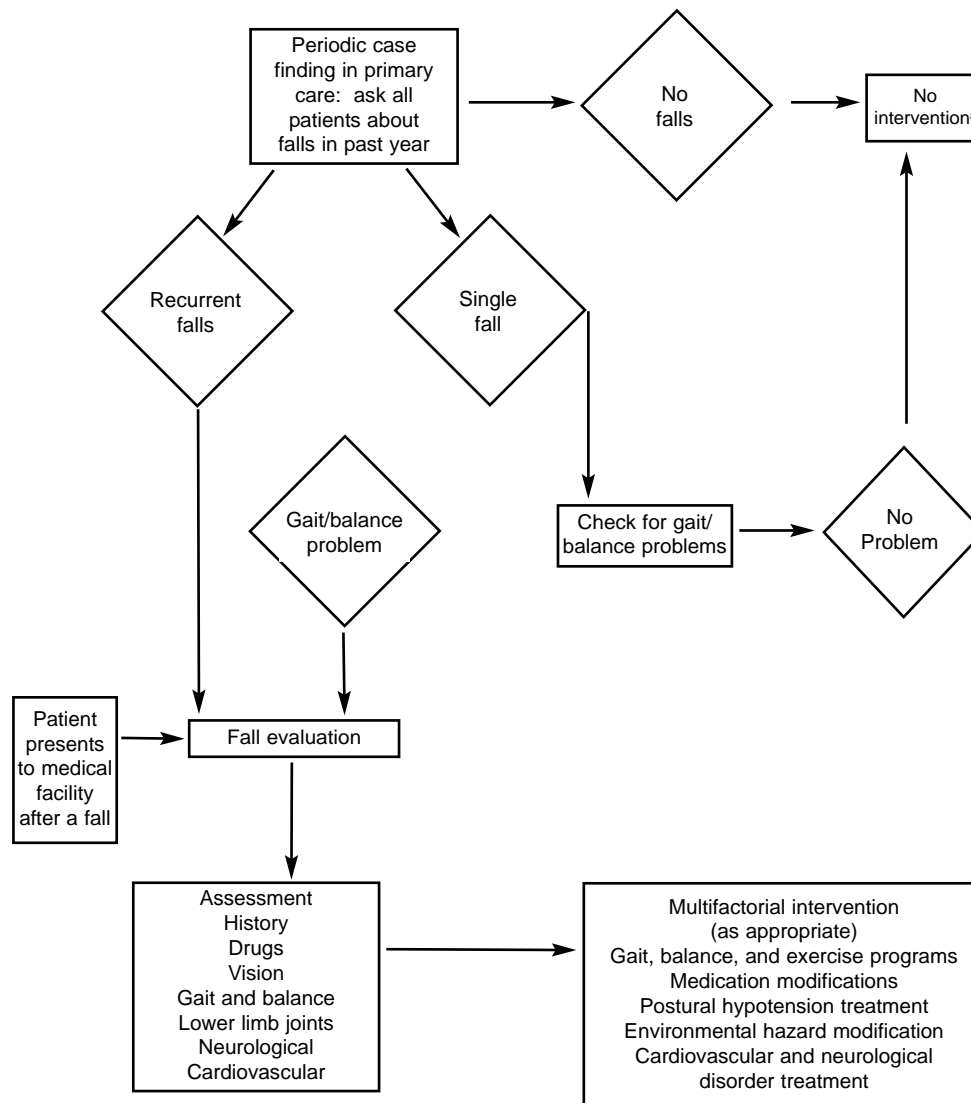 Periodic case
finding in primary
care: ask all
patients about
falls in past year
No
falls
No
intervention
Recurrent
falls
Single
fall
Gait/balance
problem
Check for gait/
balance problems
No
Problem
Patient
presents
to medical
facility
after a fall
Fall evaluation
Assessment
History
Drugs
Vision
Gait and balance
Lower limb joints
Neurological
Cardiovascular
Multifactorial intervention
(as appropriate)
Gait, balance, and exercise programs
Medication modifications
Postural hypotension treatment
Environmental hazard modification
Cardiovascular and neurological
disorder treatment